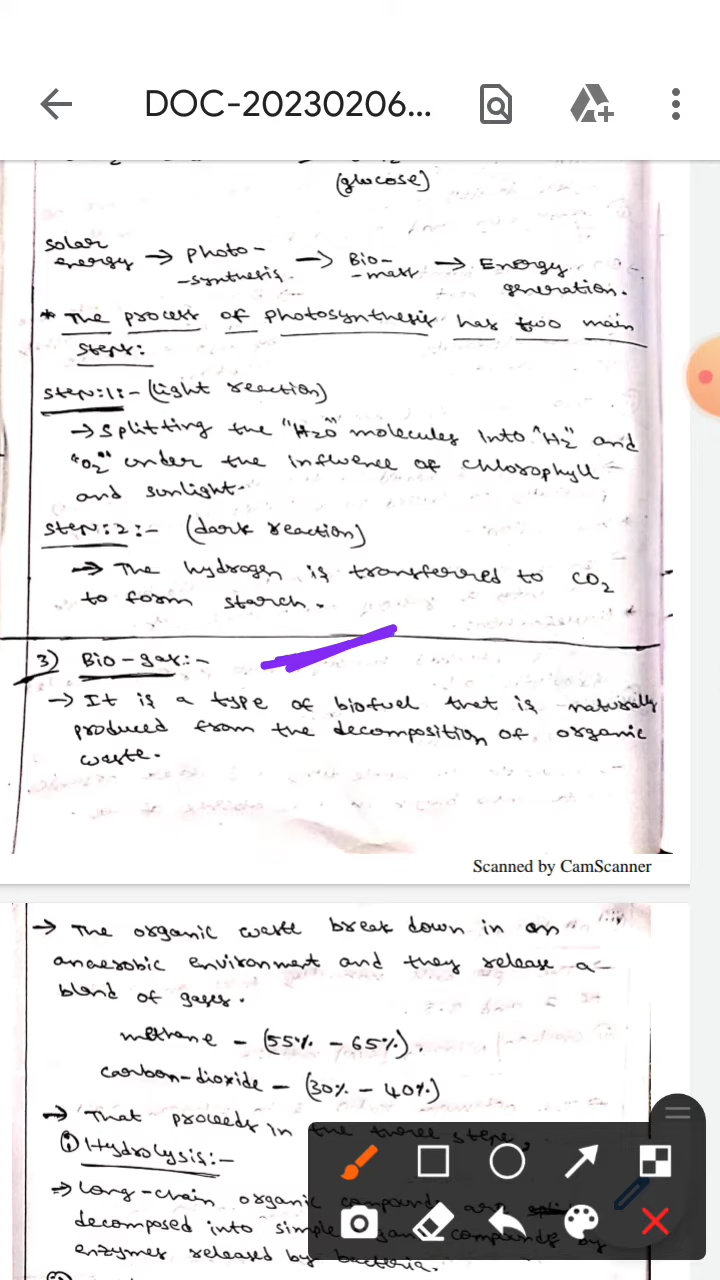 DOC-20230206...
(glucose)
solar energy → photo-synthesis → Bio-mass → Energy generation.
* The process of photosynthesis has two main
steps:
step:1:- (light reaction)
→ splitting the "H2O" molecules into "H2" and
"O2" under the influence of chlorophyll
and sunlight.
step:2:- (dark reaction)
→ The hydrogen is transferred to CO2
to form starch.
3) Bio-gas:-
→ It is a type of biofuel that is naturally
produced from the decomposition of organic
waste.
Scanned by CamScanner
→ The organic waste break down in an
anaerobic environment and they release a
blend of gases.
methane - (55% - 65%).
carbon-dioxide - (30% - 40%)
→ That proceeds in the three steps,
① Hydrolysis:-
→ Long-chain organic compounds are
decomposed into simple compounds by
enzymes released by bacteria.